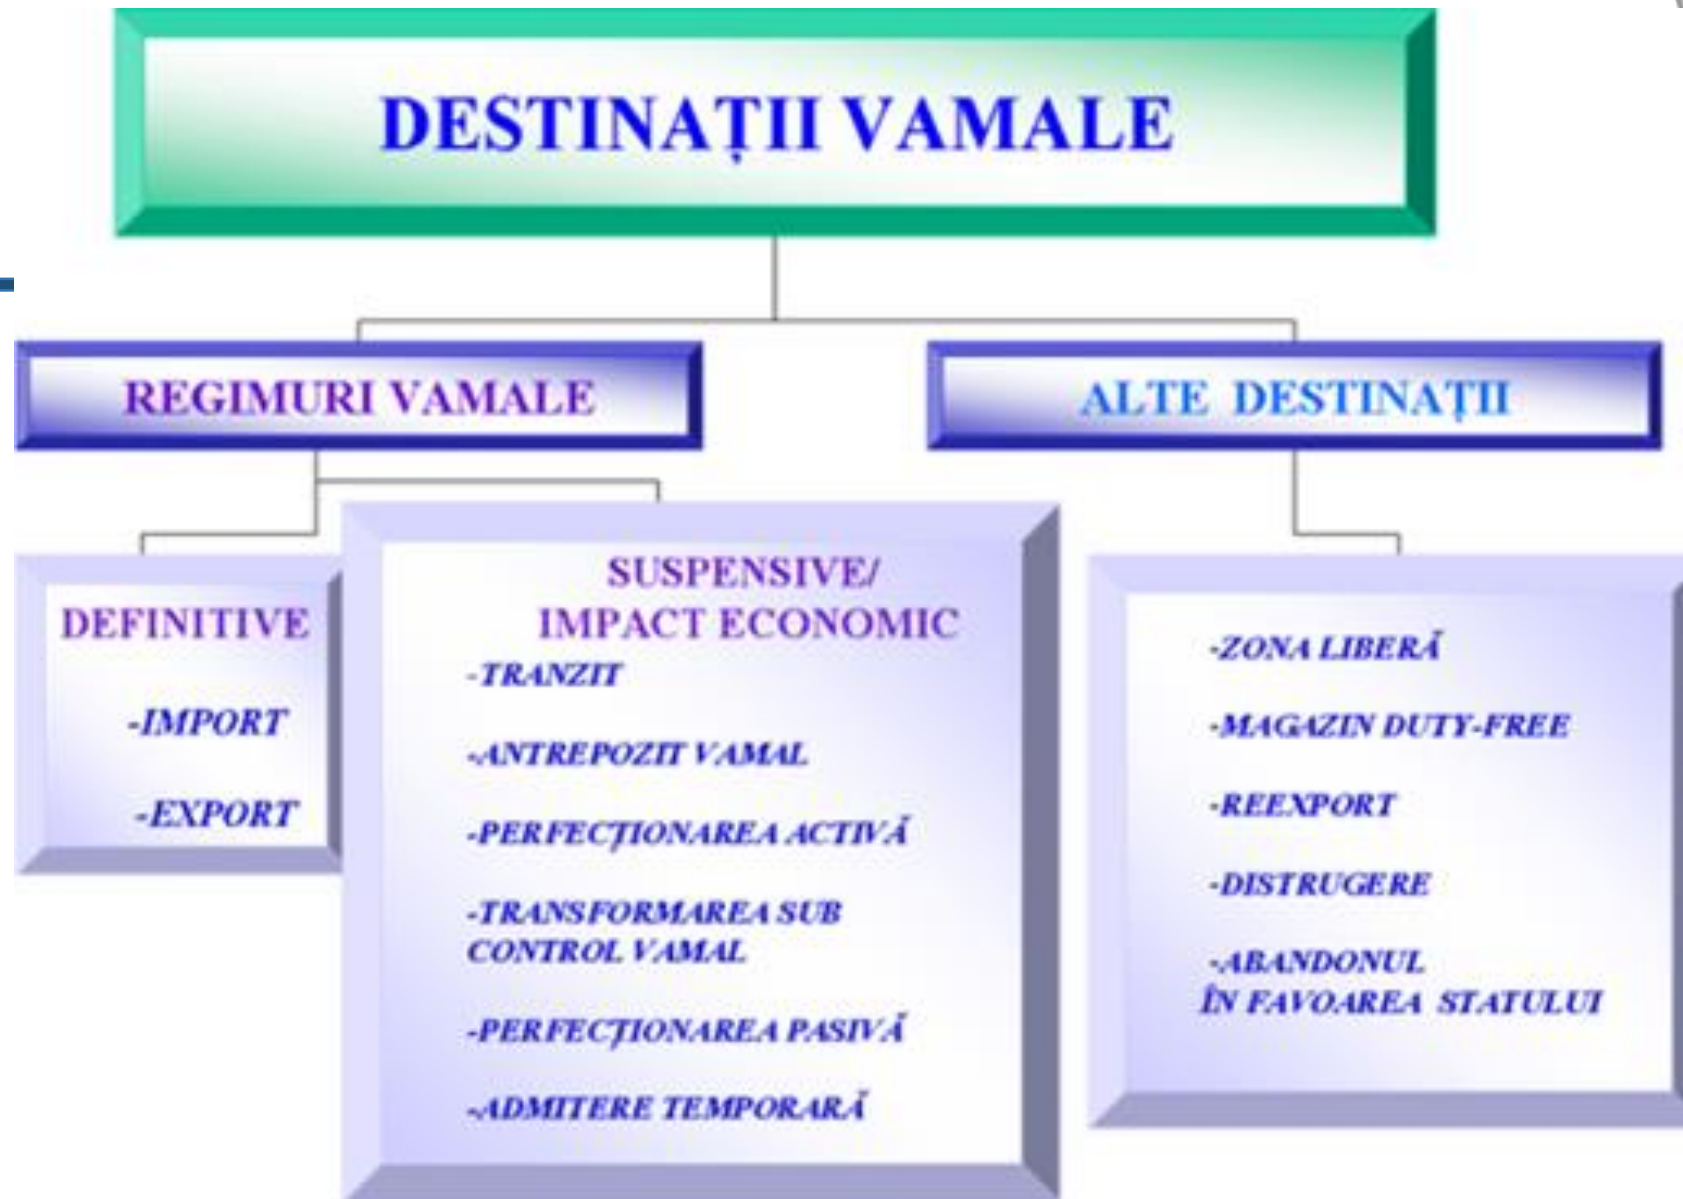 DESTINAȚII VAMALE
REGIMURI VAMALE
ALTE DESTINAȚII
DEFINITIVE
-IMPORT
-EXPORT
SUSPENSIVE/
IMPACT ECONOMIC
-TRANZIT
-ANTREPOZIT VAMAL
-PERFECȚIONAREA ACTIVĂ
-TRANSFORMAREA SUB
CONTROL VAMAL
-PERFECȚIONAREA PASIVĂ
-ADMITERE TEMPORARĂ
-ZONA LIBERĂ
-MAGAZIN DUTY-FREE
-REEXPORT
-DISTRUGERE
-ABANDONUL
ÎN FAVOAREA STATULUI